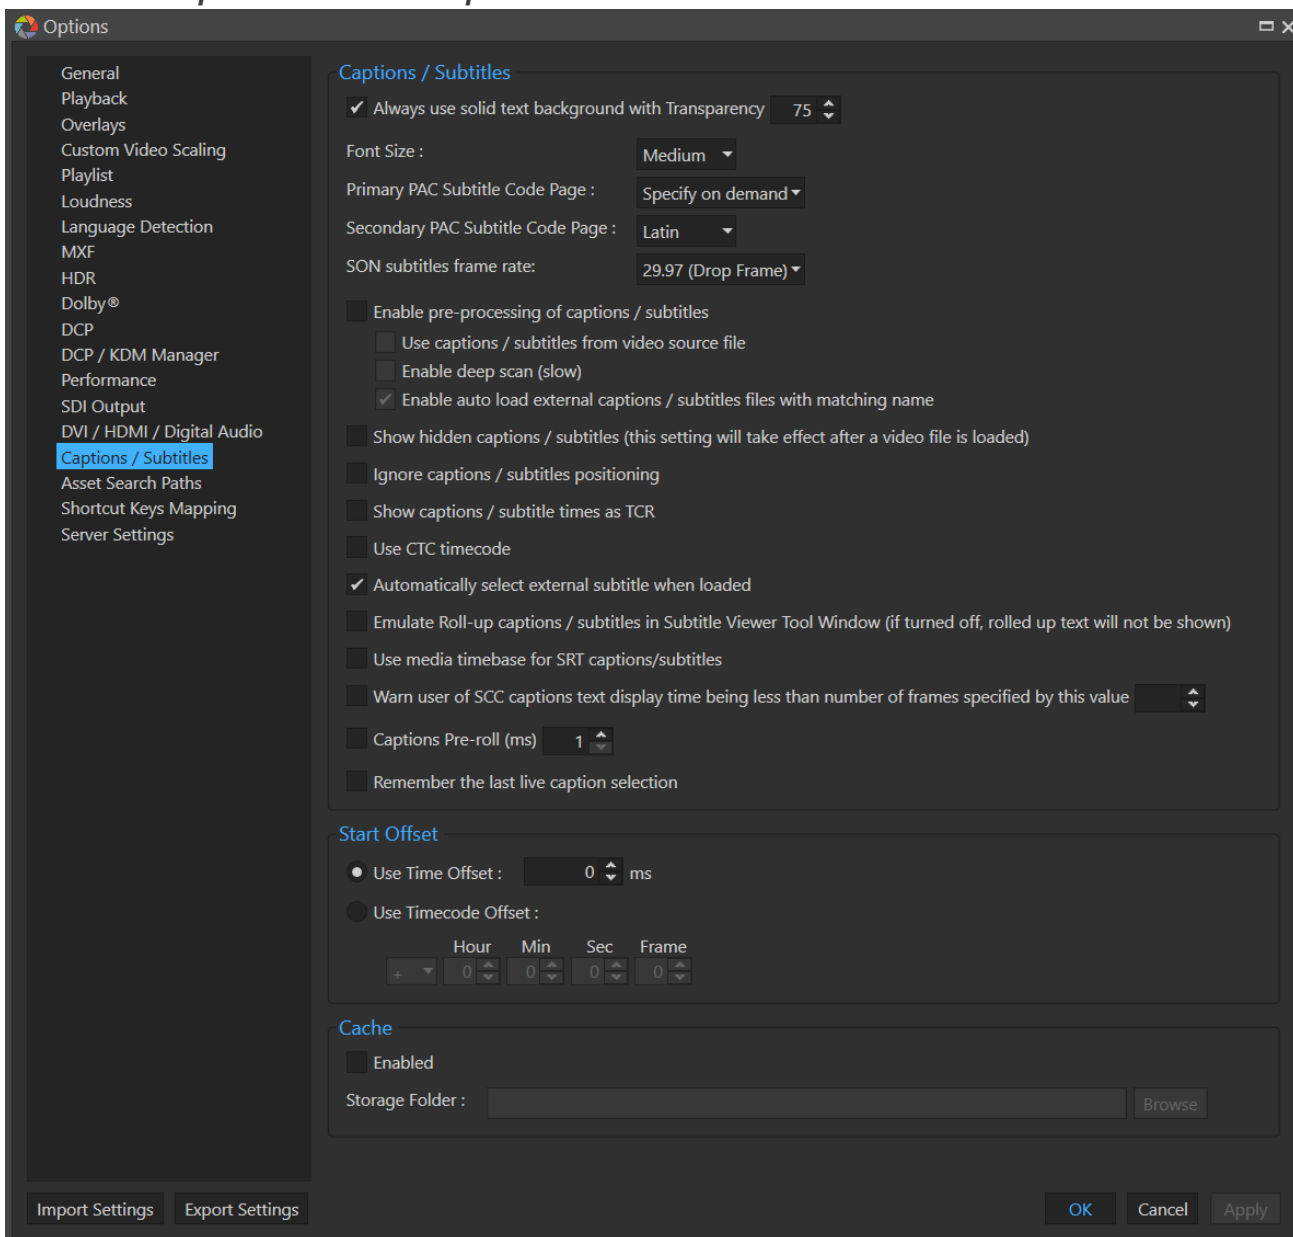 Options
General
Playback
Overlays
Custom Video Scaling
Playlist
Loudness
Language Detection
MXF
HDR
Dolby®
DCP
DCP / KDM Manager
Performance
SDI Output
DVI / HDMI / Digital Audio
Captions / Subtitles
Asset Search Paths
Shortcut Keys Mapping
Server Settings
Captions / Subtitles
Always use solid text background with Transparency 75
Font Size : Medium
Primary PAC Subtitle Code Page : Specify on demand
Secondary PAC Subtitle Code Page : Latin
SON subtitles frame rate: 29.97 (Drop Frame)
Enable pre-processing of captions / subtitles
Use captions / subtitles from video source file
Enable deep scan (slow)
Enable auto load external captions / subtitles files with matching name
Show hidden captions / subtitles (this setting will take effect after a video file is loaded)
Ignore captions / subtitles positioning
Show captions / subtitle times as TCR
Use CTC timecode
Automatically select external subtitle when loaded
Emulate Roll-up captions / subtitles in Subtitle Viewer Tool Window (if turned off, rolled up text will not be shown)
Use media timebase for SRT captions/subtitles
Warn user of SCC captions text display time being less than number of frames specified by this value
Captions Pre-roll (ms) 1
Remember the last live caption selection
Start Offset
Use Time Offset : 0 ms
Use Timecode Offset :
Hour Min Sec Frame
+ 0 0 0 0
Cache
Enabled
Storage Folder : Browse
Import Settings Export Settings OK Cancel Apply